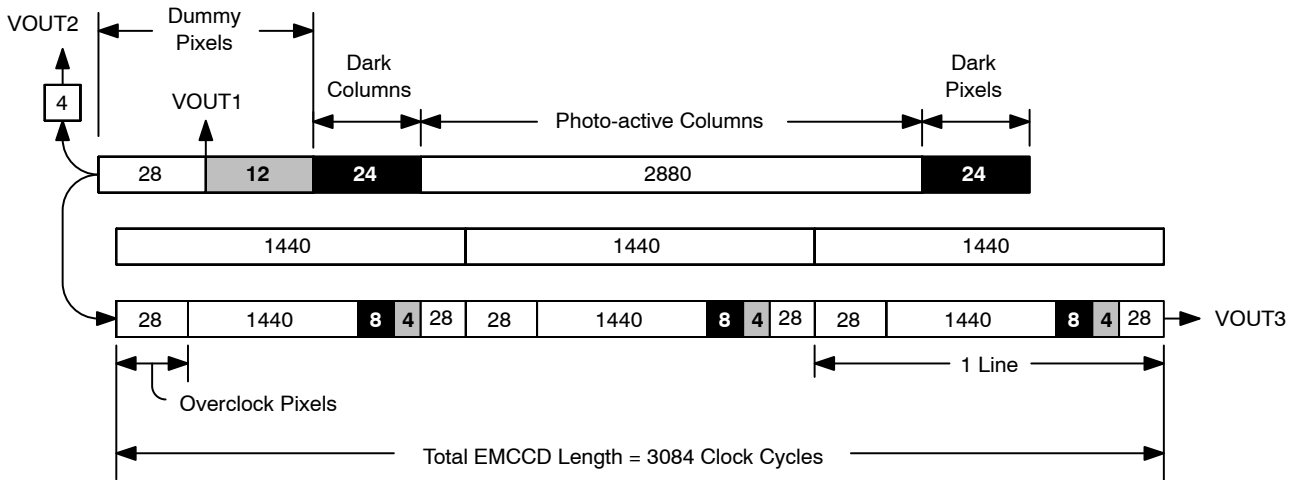 VOUT2
Dummy
Pixels
4
VOUT1
Dark
Columns
Photo-active Columns
Dark
Pixels
28 12 24 2880 24
1440 1440 1440
28 1440 8 4 28 28 1440 8 4 28 28 1440 8 4 28
VOUT3
1 Line
Overclock Pixels
Total EMCCD Length = 3084 Clock Cycles